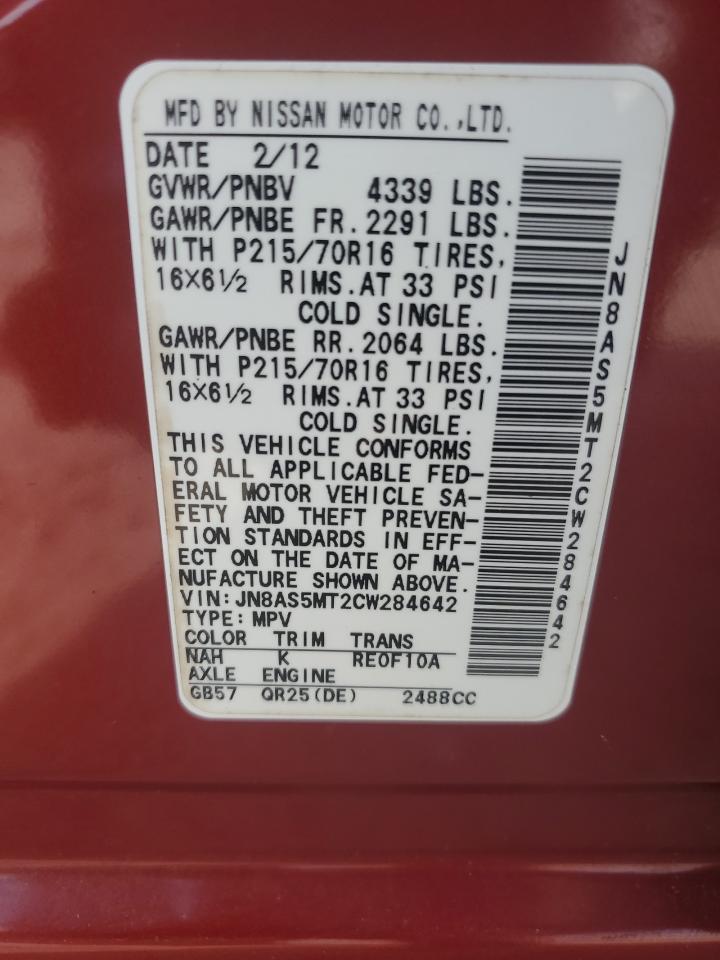 MFD BY NISSAN MOTOR CO.,LTD.
DATE 2/12
GVWR/PNBV 4339 LBS.
GAWR/PNBE FR.2291 LBS.
WITH P215/70R16 TIRES,
16X6½ RIMS.AT 33 PSI
COLD SINGLE.
GAWR/PNBE RR.2064 LBS.
WITH P215/70R16 TIRES,
16X6½ RIMS.AT 33 PSI
COLD SINGLE.
THIS VEHICLE CONFORMS
TO ALL APPLICABLE FED-
ERAL MOTOR VEHICLE SA-
FETY AND THEFT PREVEN-
TION STANDARDS IN EFF-
ECT ON THE DATE OF MA-
NUFACTURE SHOWN ABOVE.
VIN:JN8AS5MT2CW284642
TYPE:MPV
COLOR TRIM TRANS
NAH K RE0F10A
AXLE ENGINE
GB57 QR25(DE) 2488CC
JN8AS5MT2CW284642